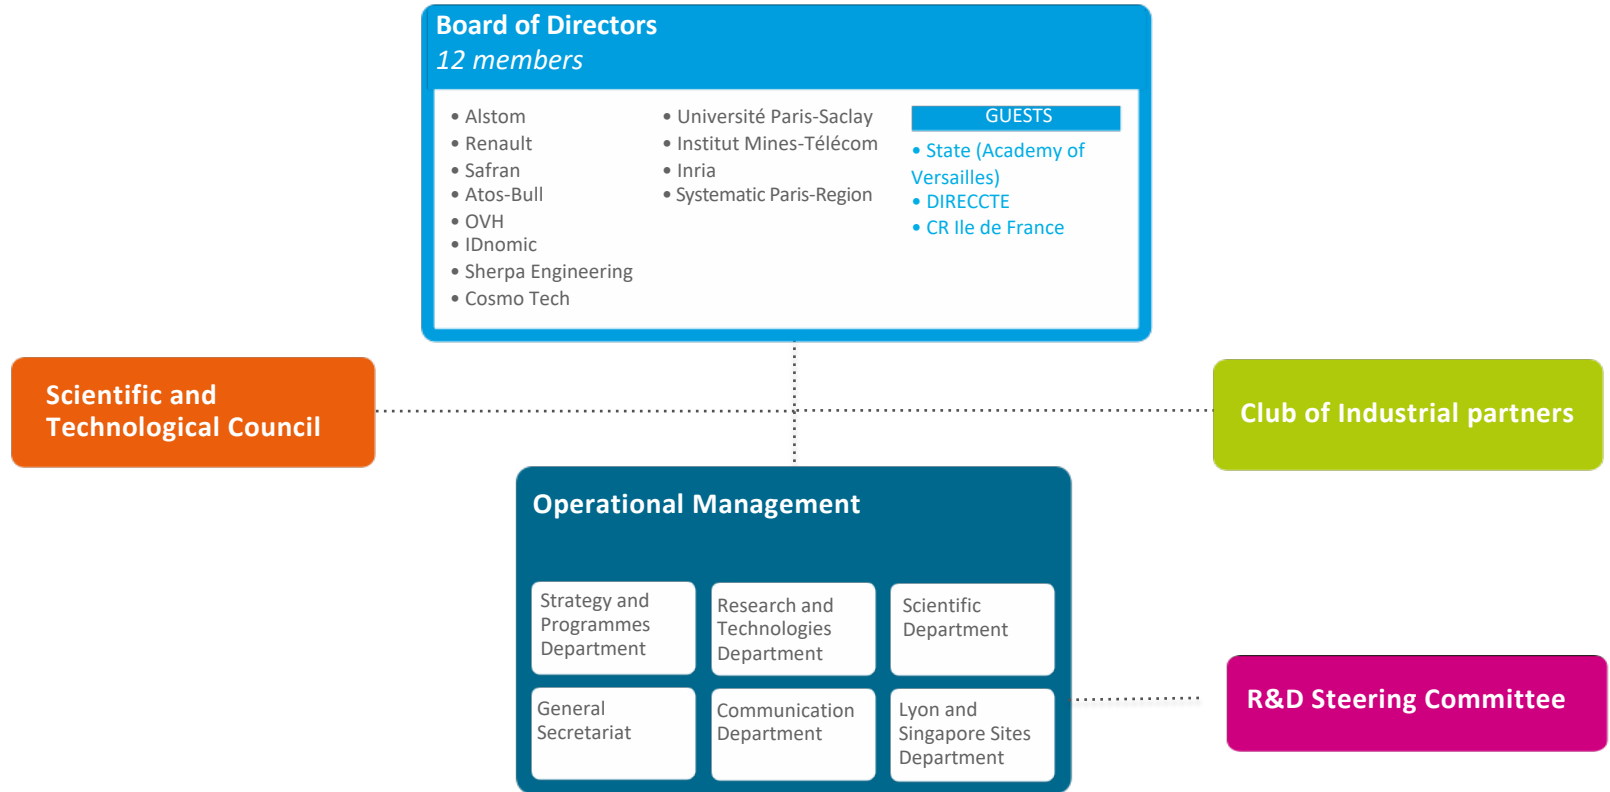 Board of Directors
12 members
• Alstom
• Renault
• Safran
• Atos-Bull
• OVH
• IDnomic
• Sherpa Engineering
• Cosmo Tech
• Université Paris-Saclay
• Institut Mines-Télécom
• Inria
• Systematic Paris-Region
GUESTS
• State (Academy of
Versailles)
• DIRECCTE
• CR Ile de France
Scientific and
Technological Council
Club of Industrial partners
Operational Management
Strategy and
Programmes
Department
Research and
Technologies
Department
Scientific
Department
General
Secretariat
Communication
Department
Lyon and
Singapore Sites
Department
R&D Steering Committee